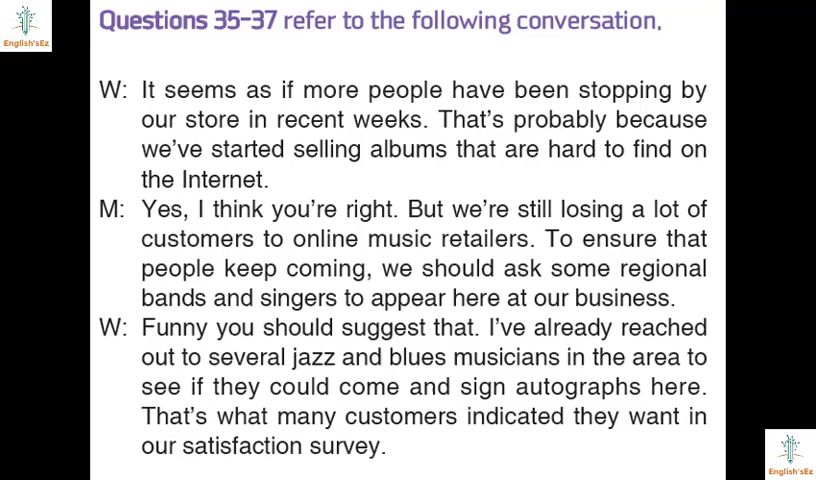 English'sEz
Questions 35-37 refer to the following conversation.
W: It seems as if more people have been stopping by
our store in recent weeks. That's probably because
we've started selling albums that are hard to find on
the Internet.
M: Yes, I think you're right. But we're still losing a lot of
customers to online music retailers. To ensure that
people keep coming, we should ask some regional
bands and singers to appear here at our business.
W: Funny you should suggest that. I've already reached
out to several jazz and blues musicians in the area to
see if they could come and sign autographs here.
That's what many customers indicated they want in
our satisfaction survey.
English'sEz